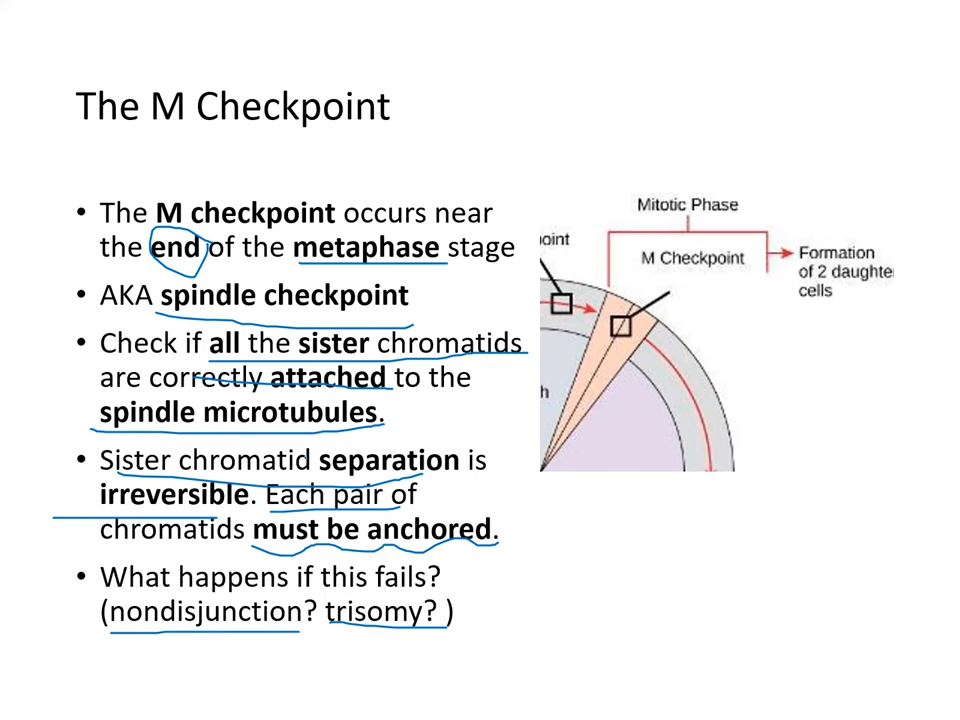 The M Checkpoint
• The M checkpoint occurs near
the end of the metaphase stage
• AKA spindle checkpoint
• Check if all the sister chromatids
are correctly attached to the
spindle microtubules.
• Sister chromatid separation is
irreversible. Each pair of
chromatids must be anchored.
• What happens if this fails?
(nondisjunction? trisomy? )
Mitotic Phase
oint
M Checkpoint
Formation
of 2 daughte
cells
h